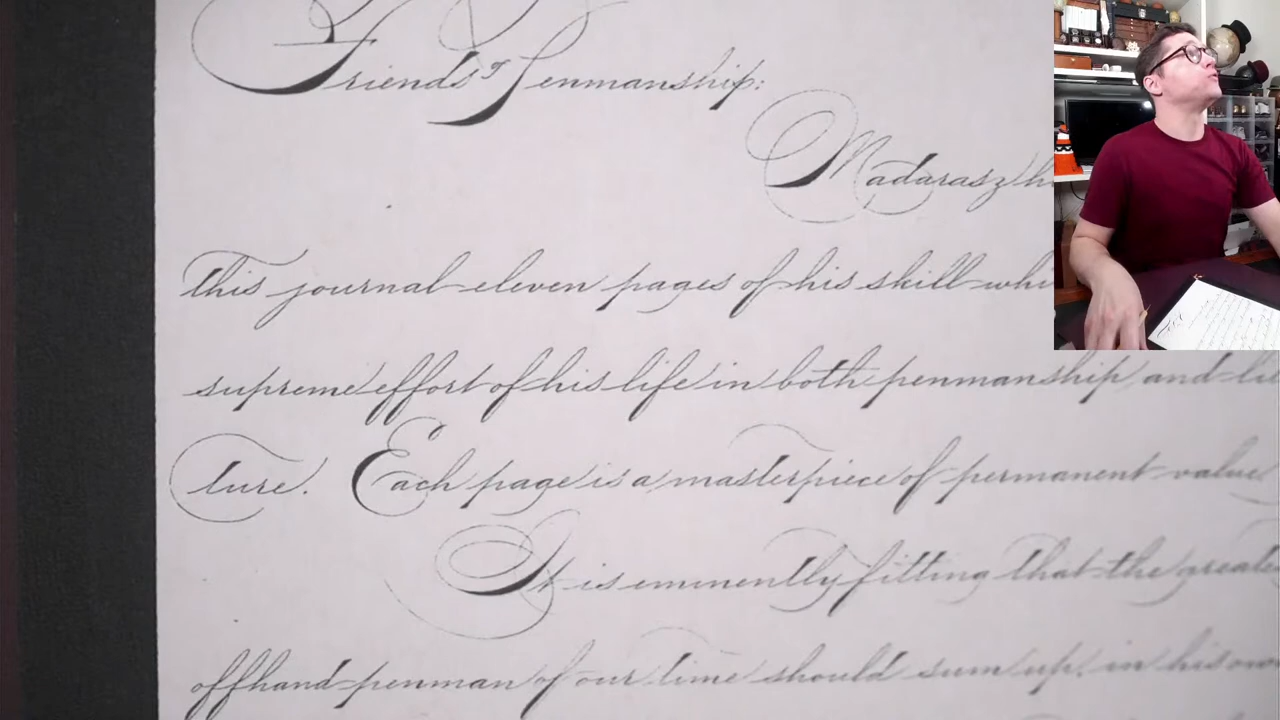 Friends of Penmanship:
Madarasz
This journal eleven pages of his skill
supreme effort of his life in both penmanship and
ture. Each page is a masterpiece of permanent value
It is eminently fitting that the
offhand penman of our time should sum up, in his